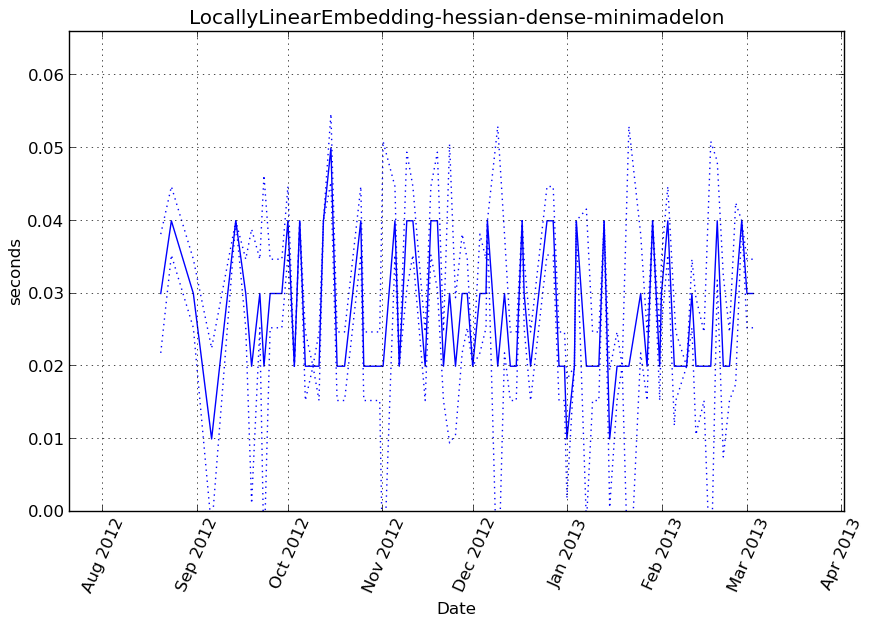 LocallyLinearEmbedding-hessian-dense-minimadelon
0.06
0.05
0.04
0.03
0.02
0.01
0.00
seconds
Aug 2012
Sep 2012
Oct 2012
Nov 2012
Dec 2012
Jan 2013
Feb 2013
Mar 2013
Apr 2013
Date